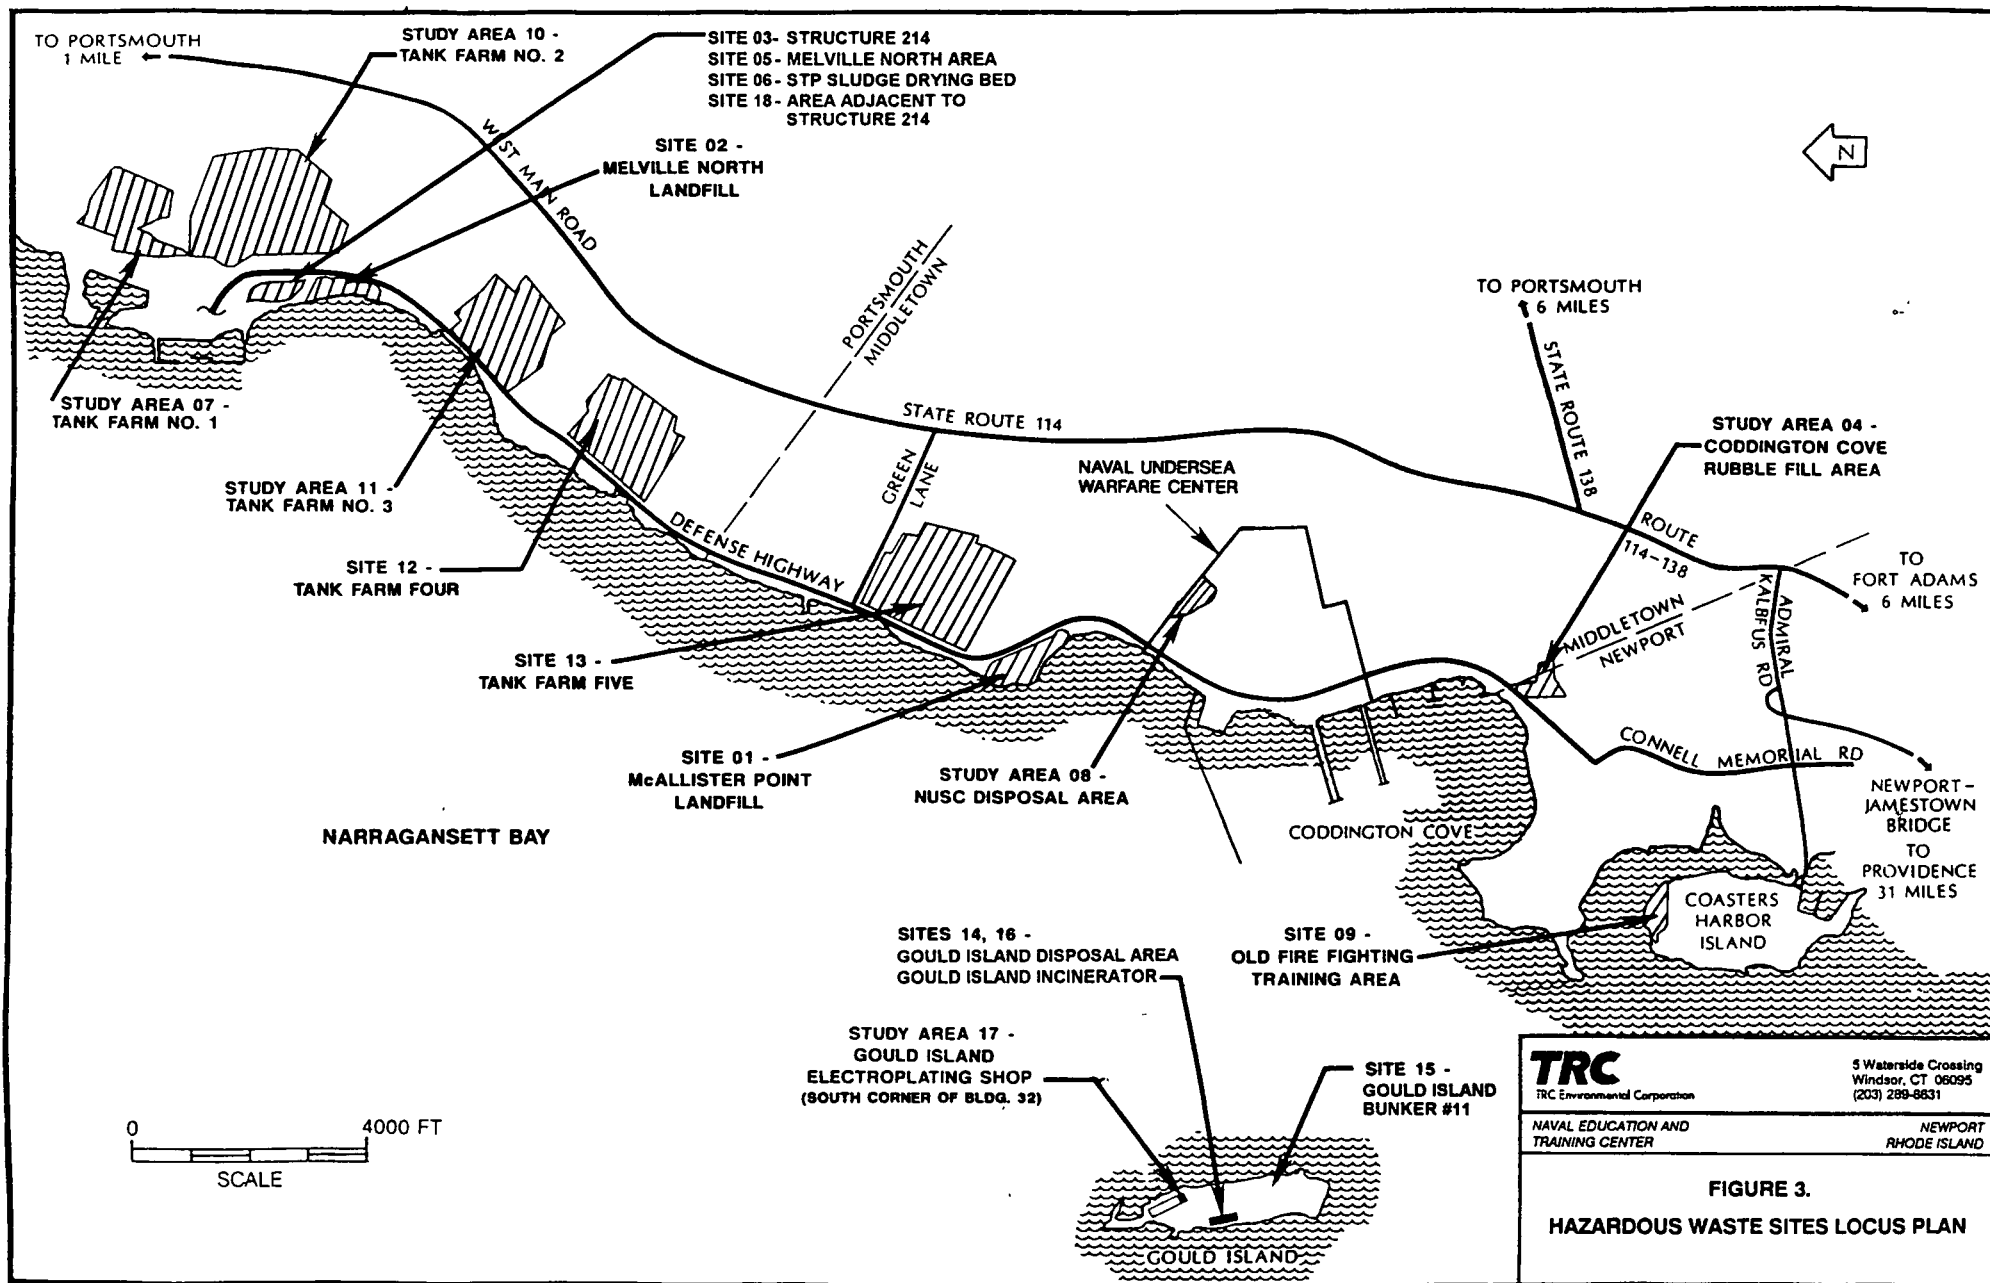 TO PORTSMOUTH
1 MILE
STUDY AREA 10 -
TANK FARM NO. 2
SITE 03- STRUCTURE 214
SITE 05- MELVILLE NORTH AREA
SITE 06- STP SLUDGE DRYING BED
SITE 18- AREA ADJACENT TO
STRUCTURE 214
SITE 02 -
MELVILLE NORTH
LANDFILL
WEST MAIN ROAD
N
PORTSMOUTH
MIDDLETOWN
TO PORTSMOUTH
6 MILES
STATE ROUTE 138
STUDY AREA 07 -
TANK FARM NO. 1
STATE ROUTE 114
GREEN
LANE
NAVAL UNDERSEA
WARFARE CENTER
STUDY AREA 04 -
CODDINGTON COVE
RUBBLE FILL AREA
STUDY AREA 11 -
TANK FARM NO. 3
DEFENSE HIGHWAY
ROUTE
114-138
TO
FORT ADAMS
6 MILES
SITE 12 -
TANK FARM FOUR
MIDDLETOWN
NEWPORT
ADMIRAL
KALBFUS RD
SITE 13 -
TANK FARM FIVE
SITE 01 -
McALLISTER POINT
LANDFILL
STUDY AREA 08 -
NUSC DISPOSAL AREA
CONNELL MEMORIAL RD
NEWPORT-
JAMESTOWN
BRIDGE
TO
PROVIDENCE
31 MILES
NARRAGANSETT BAY
CODDINGTON COVE
COASTERS
HARBOR
ISLAND
SITES 14, 16 -
GOULD ISLAND DISPOSAL AREA
GOULD ISLAND INCINERATOR
SITE 09 -
OLD FIRE FIGHTING
TRAINING AREA
STUDY AREA 17 -
GOULD ISLAND
ELECTROPLATING SHOP
(SOUTH CORNER OF BLDG. 32)
SITE 15 -
GOULD ISLAND
BUNKER #11
0 4000 FT
SCALE
GOULD ISLAND
TRC
TRC Environmental Corporation
5 Waterside Crossing
Windsor, CT 06095
(203) 289-8631
NAVAL EDUCATION AND
TRAINING CENTER
NEWPORT
RHODE ISLAND
FIGURE 3.
HAZARDOUS WASTE SITES LOCUS PLAN